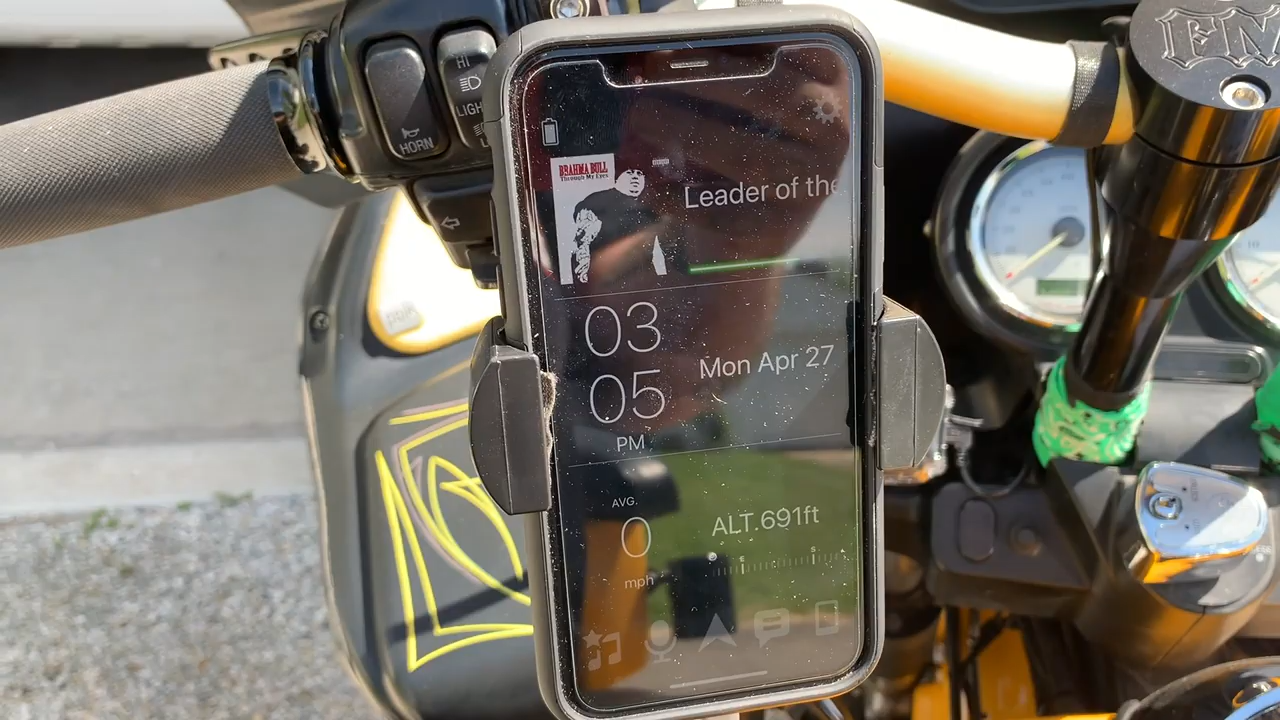 HI
LIGH
HORN
BRAHMA BULL
Through My Eyes
Leader of the
03
05
PM
Mon Apr 27
AVG.
0
mph
ALT.691ft
E
S